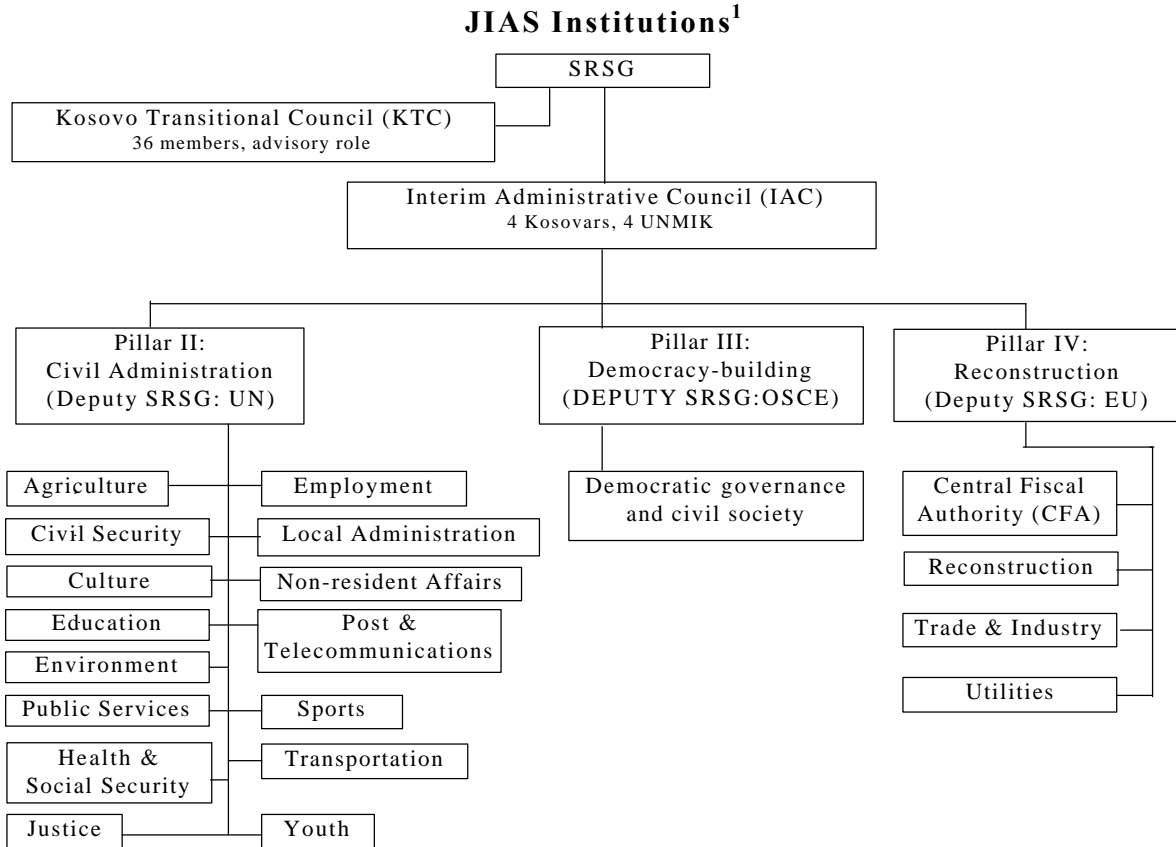 JIAS Institutions1
SRSG
Kosovo Transitional Council (KTC)
36 members, advisory role
Interim Administrative Council (IAC)
4 Kosovars, 4 UNMIK
Pillar II:
Civil Administration
(Deputy SRSG: UN)
Pillar III:
Democracy-building
(DEPUTY SRSG:OSCE)
Pillar IV:
Reconstruction
(Deputy SRSG: EU)
Agriculture
Employment
Civil Security
Local Administration
Culture
Non-resident Affairs
Education
Post &
Telecommunications
Environment
Public Services
Sports
Health &
Social Security
Transportation
Justice
Youth
Democratic governance
and civil society
Central Fiscal
Authority (CFA)
Reconstruction
Trade & Industry
Utilities